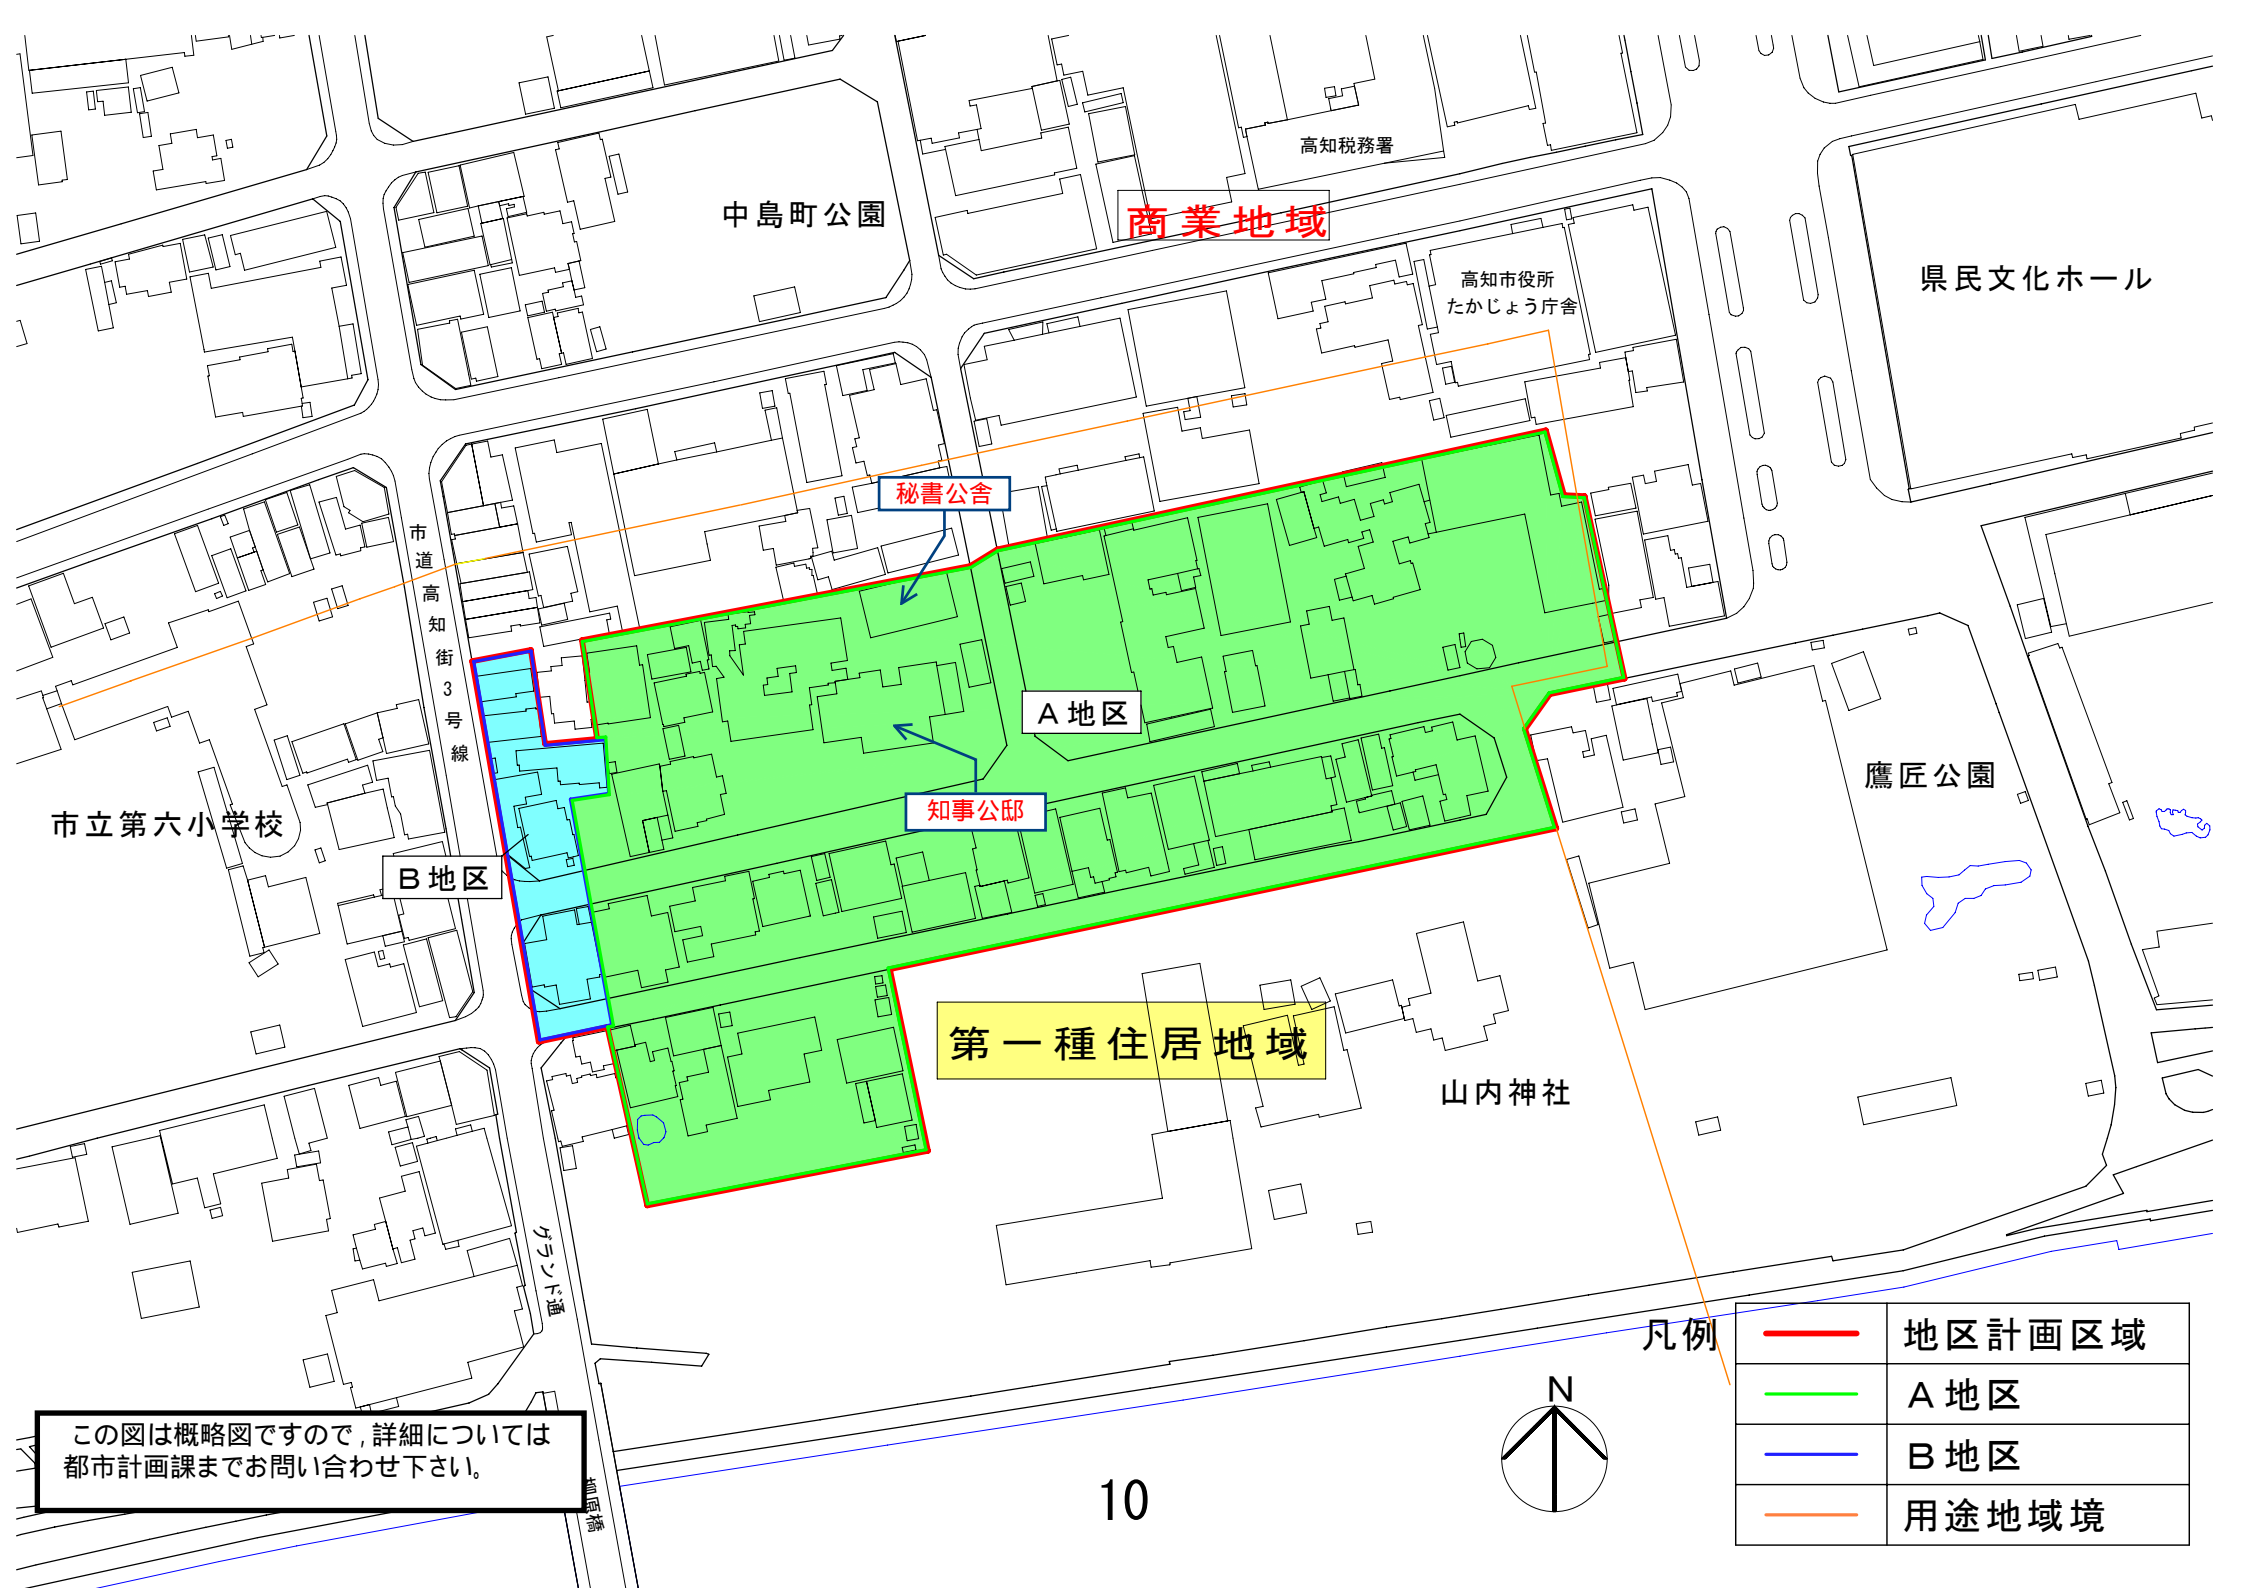 高知税務署
中島町公園
商業地域
高知市役所
たかじょう庁舎
県民文化ホール
秘書公舎
市道高知街3号線
A地区
知事公邸
鷹匠公園
市立第六小学校
B地区
第一種住居地域
山内神社
グランド通
柳原橋
凡例
地区計画区域
A地区
B地区
用途地域境
N
この図は概略図ですので,詳細については
都市計画課までお問い合わせ下さい。
10